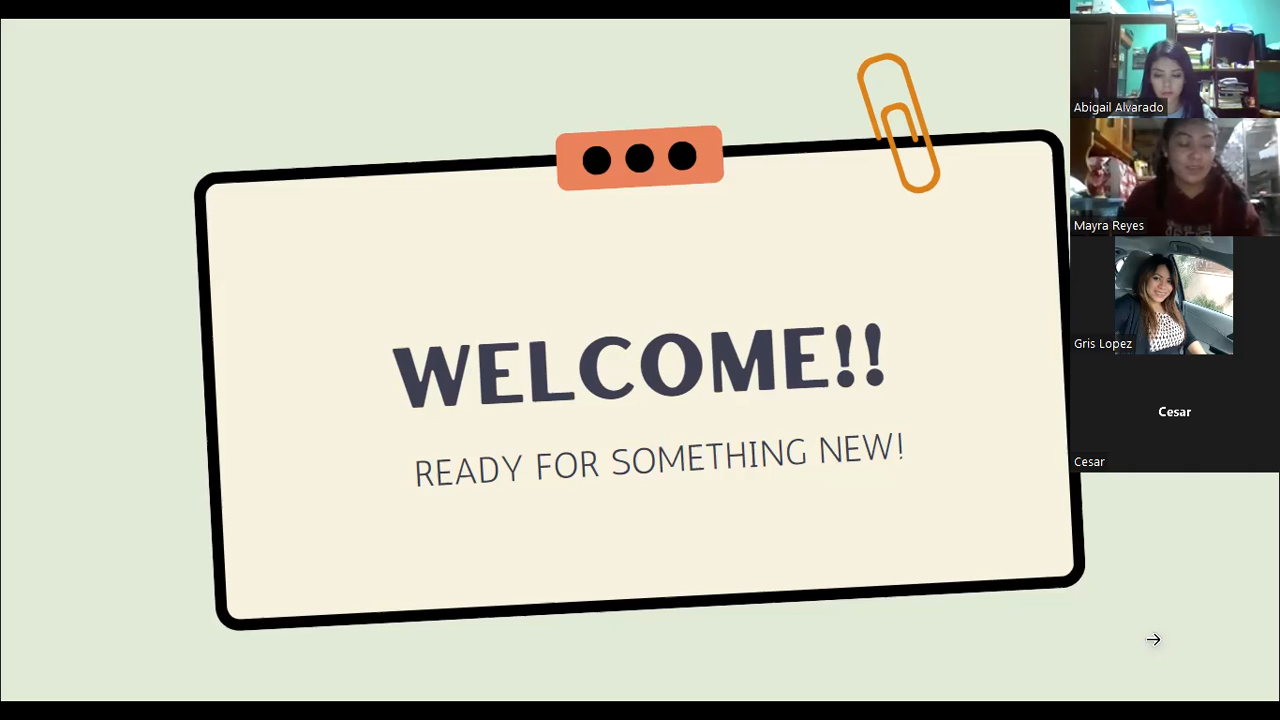 WELCOME!!
READY FOR SOMETHING NEW!
Abigail Alvarado
Mayra Reyes
Gris Lopez
Cesar
Cesar